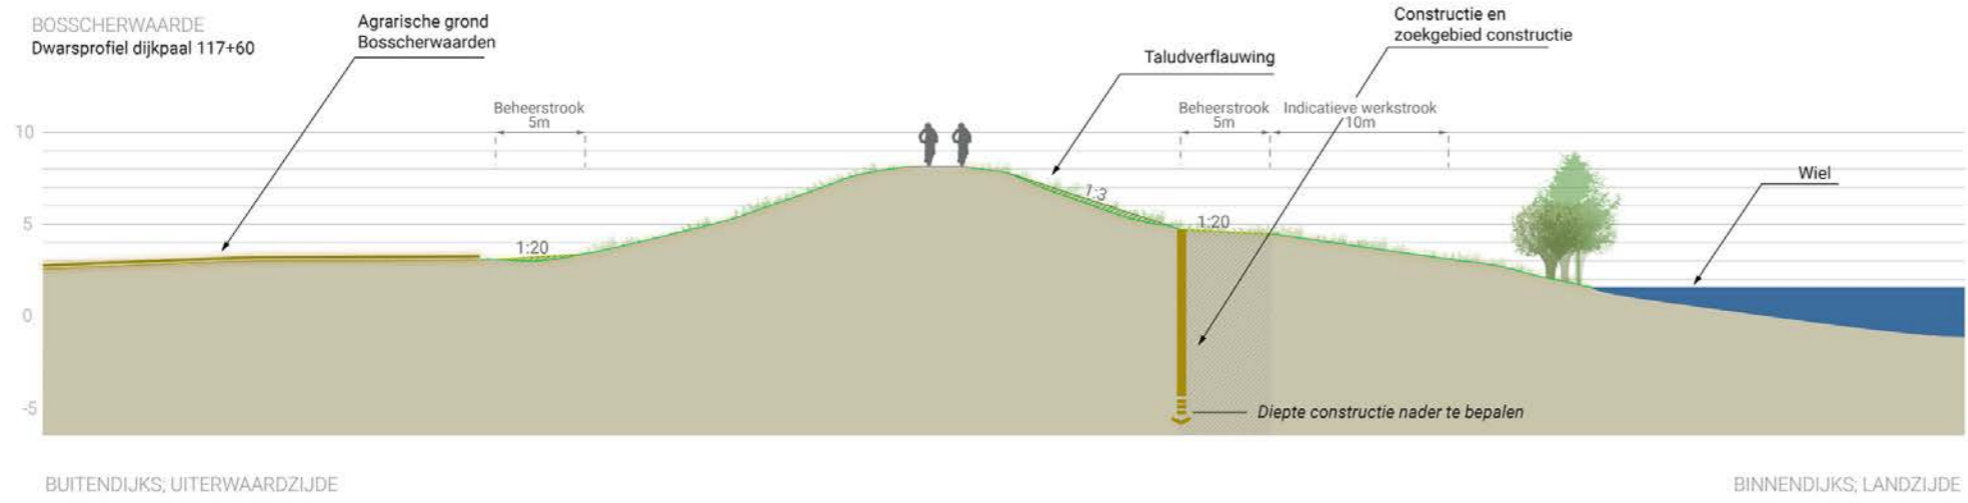 BOSSCHERWAARDE
Dwarsprofiel dijkpaal 117+60
Agrarische grond
Bosscherwaarden
Constructie en
zoekgebied constructie
Taludverflauwing
Beheerstrook
5m
Beheerstrook
5m
Indicatieve werkstrook
10m
10
5
0
-5
1:20
1:3
1:20
Wiel
Diepte constructie nader te bepalen
BUITENDIJKS; UITERWAARDZIJDE
BINNENDIJKS; LANDZIJDE